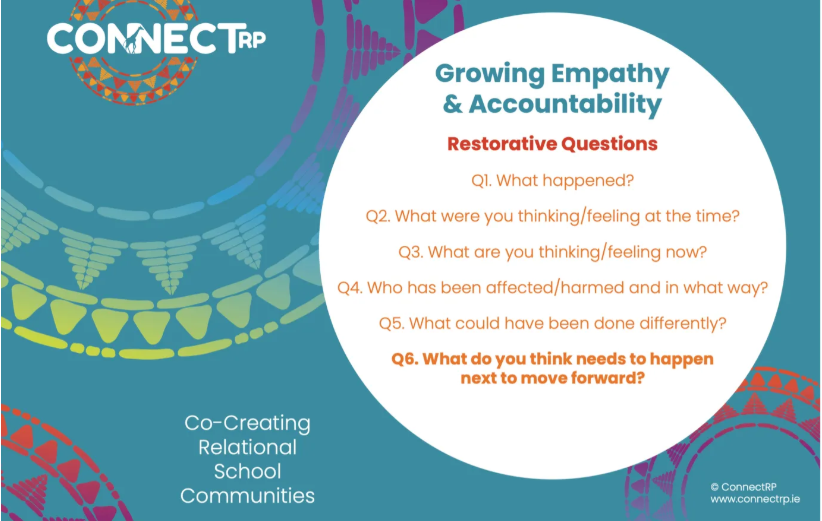 CONNECTRP
Growing Empathy
& Accountability
Restorative Questions
Q1. What happened?
Q2. What were you thinking/feeling at the time?
Q3. What are you thinking/feeling now?
Q4. Who has been affected/harmed and in what way?
Q5. What could have been done differently?
Q6. What do you think needs to happen
next to move forward?
Co-Creating
Relational
School
Communities
© ConnectRP
www.connectrp.ie